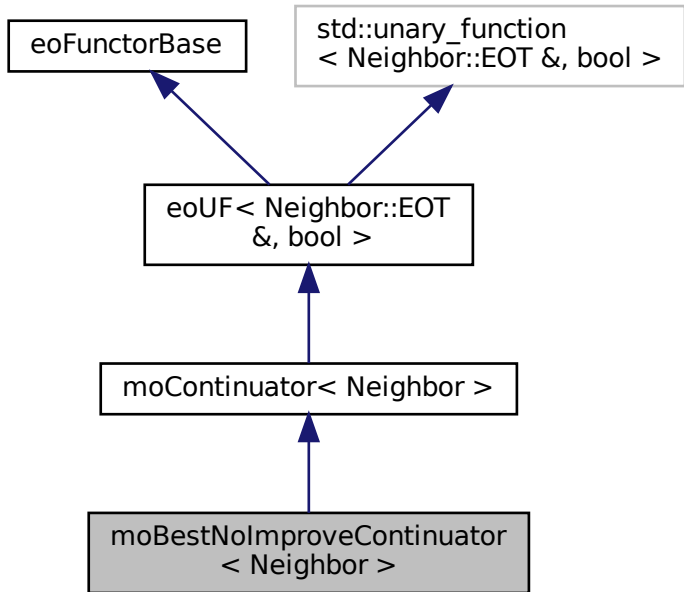 eoFunctorBase
std::unary_function
< Neighbor::EOT &, bool >
eoUF< Neighbor::EOT
&, bool >
moContinuator< Neighbor >
moBestNoImproveContinuator
< Neighbor >